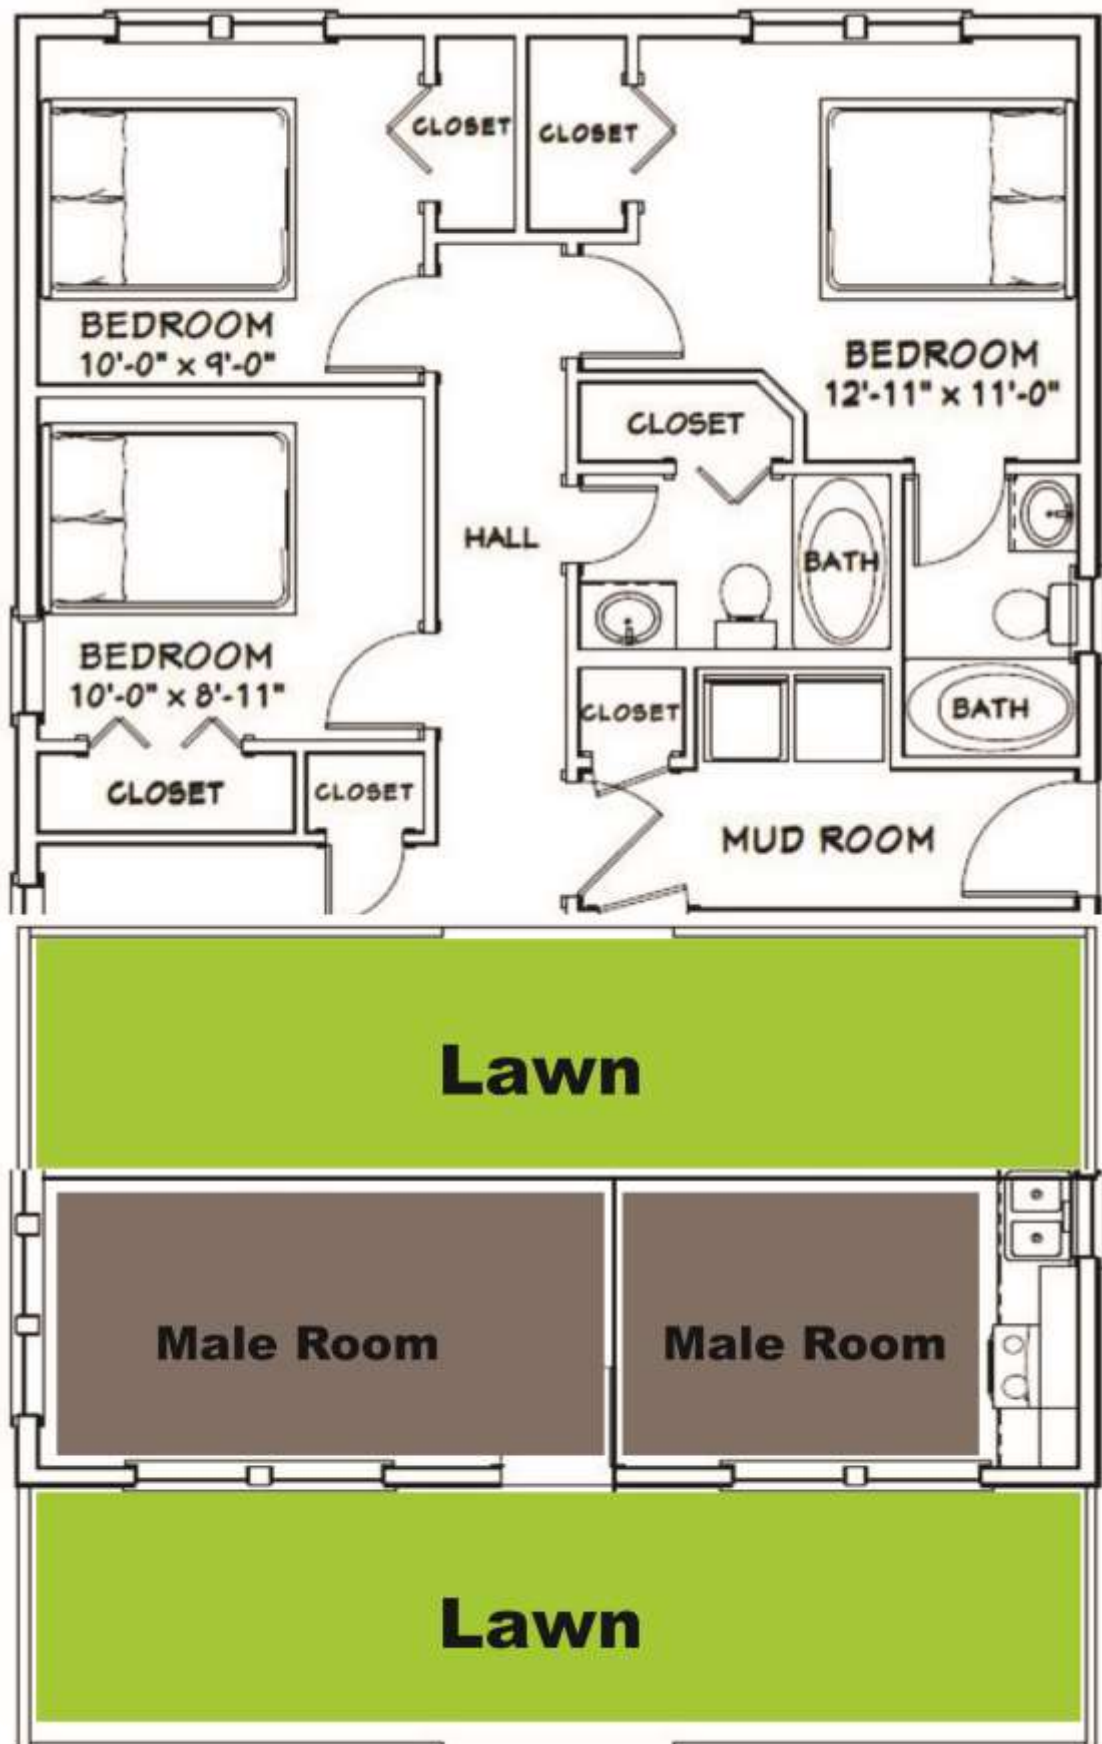 CLOSET
CLOSET
BEDROOM
10'-0" x 9'-0"
BEDROOM
12'-11" x 11'-0"
CLOSET
HALL
BATH
BEDROOM
10'-0" x 8'-11"
CLOSET
BATH
CLOSET
CLOSET
MUD ROOM
Lawn
Male Room
Male Room
Lawn